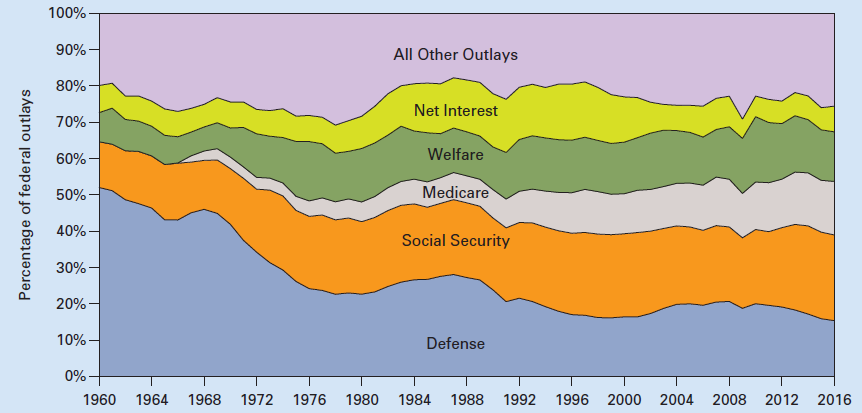 100%
90%
80%
70%
60%
50%
40%
30%
20%
10%
0%
Percentage of federal outlays
All Other Outlays
Net Interest
Welfare
Medicare
Social Security
Defense
1960 1964 1968 1972 1976 1980 1984 1988 1992 1996 2000 2004 2008 2012 2016